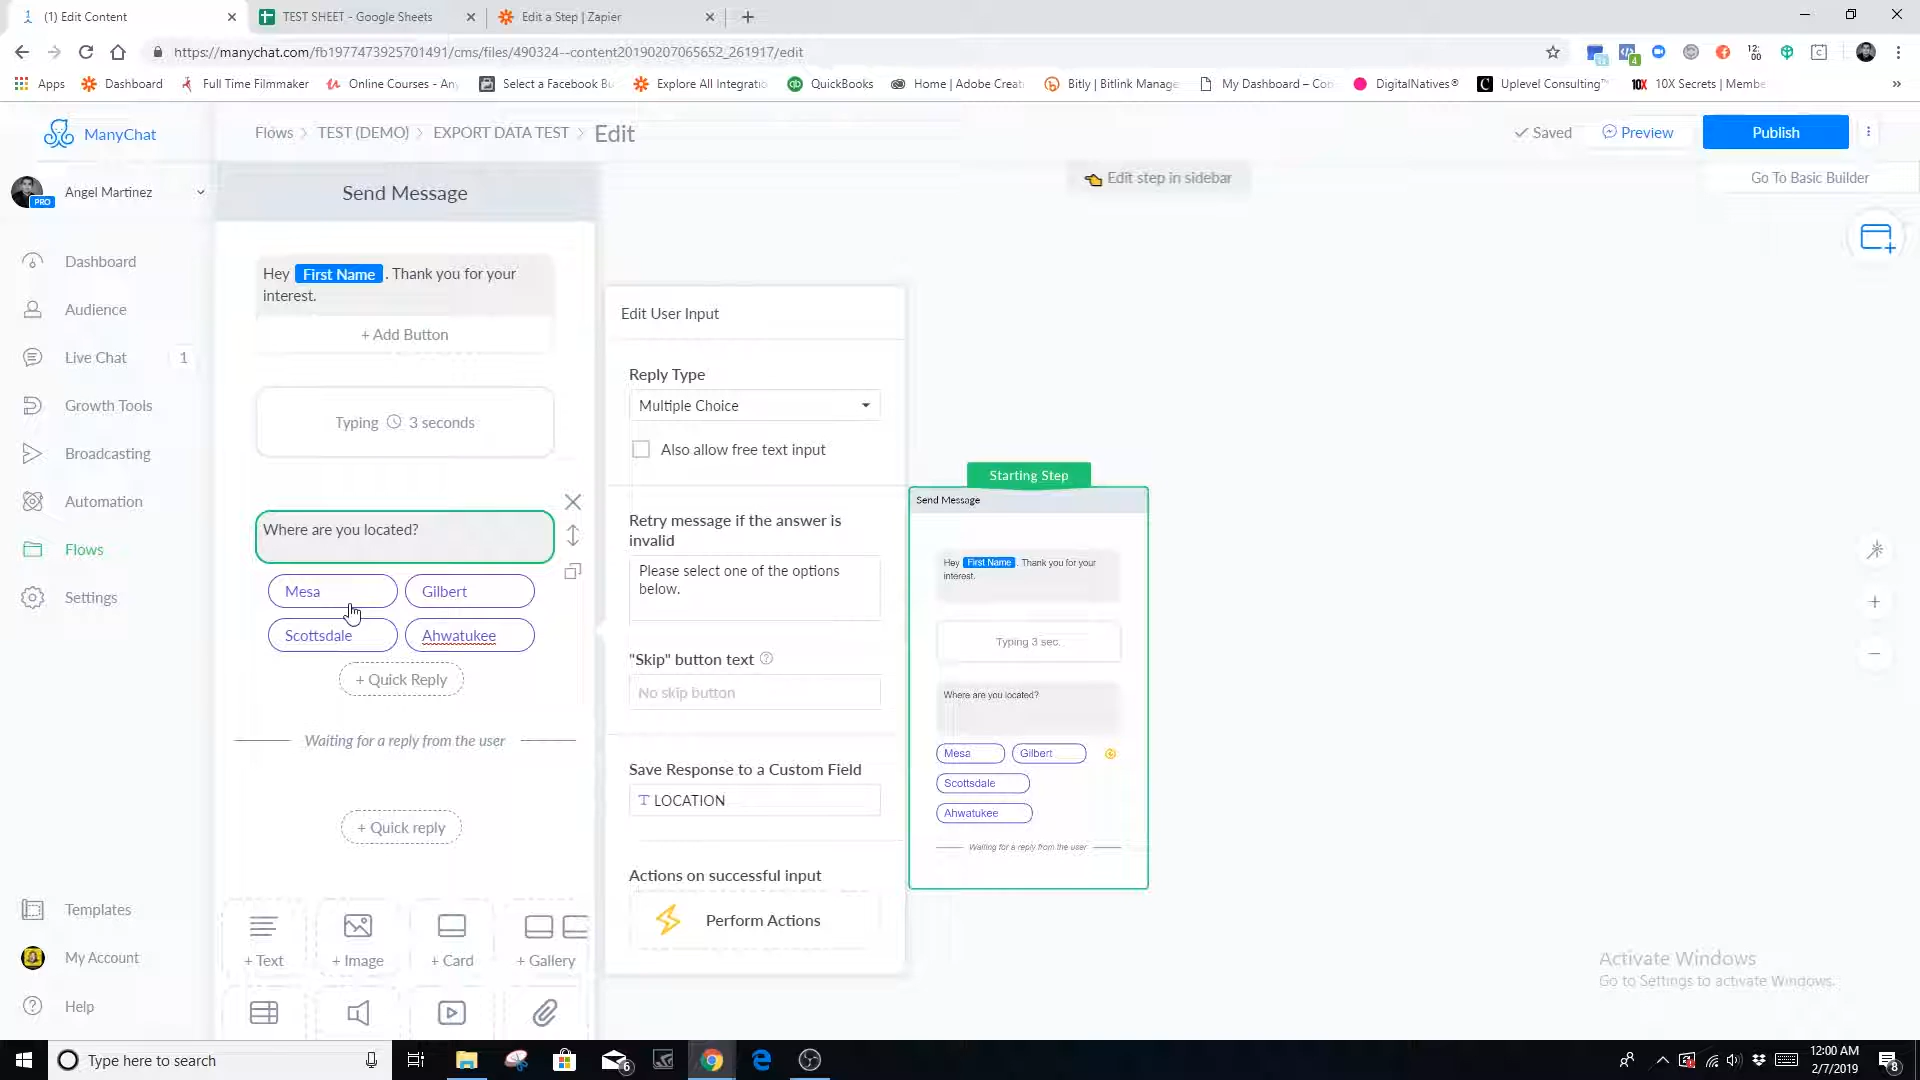 (1) Edit Content
TEST SHEET - Google Sheets
Edit a Step | Zapier
https://manychat.com/fb1977473925701491/cms/files/490324--content20190207065652_261917/edit
4
12:
00
Apps
Dashboard
Full Time Filmmaker
Online Courses - An
Select a Facebook Bu
Explore All Integratio
QuickBooks
Home | Adobe Creat
Bitly | Bitlink Manage
My Dashboard – Con
DigitalNatives®
Uplevel Consulting™
10X Secrets | Membe
»
ManyChat
Flows > TEST (DEMO) > EXPORT DATA TEST > Edit
Saved
Preview
Publish
Angel Martinez
PRO
Send Message
Edit step in sidebar
Go To Basic Builder
Dashboard
Audience
Live Chat 1
Growth Tools
Broadcasting
Automation
Flows
Settings
Templates
My Account
Help
Hey First Name . Thank you for your
interest.
+ Add Button
Typing 3 seconds
Where are you located?
Mesa
Gilbert
Scottsdale
Ahwatukee
+ Quick Reply
Waiting for a reply from the user
+ Quick reply
+ Text
+ Image
+ Card
+ Gallery
Edit User Input
Reply Type
Multiple Choice
Also allow free text input
Retry message if the answer is
invalid
Please select one of the options
below.
"Skip" button text ?
No skip button
Save Response to a Custom Field
T LOCATION
Actions on successful input
Perform Actions
Starting Step
Send Message
Hey First Name . Thank you for your
interest.
Typing 3 sec.
Where are you located?
Mesa
Gilbert
Scottsdale
Ahwatukee
Waiting for a reply from the user
Activate Windows
Go to Settings to activate Windows.
Type here to search
6
12:00 AM
2/7/2019
8